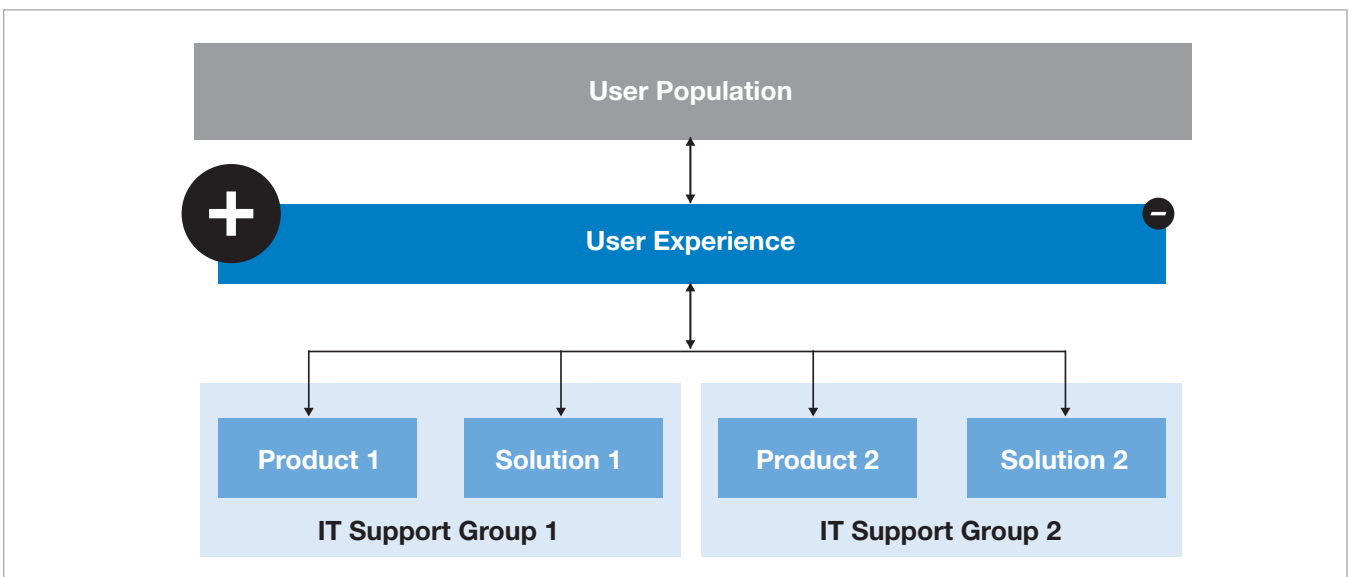 User Population
+
-
User Experience
Product 1
Solution 1
Product 2
Solution 2
IT Support Group 1
IT Support Group 2